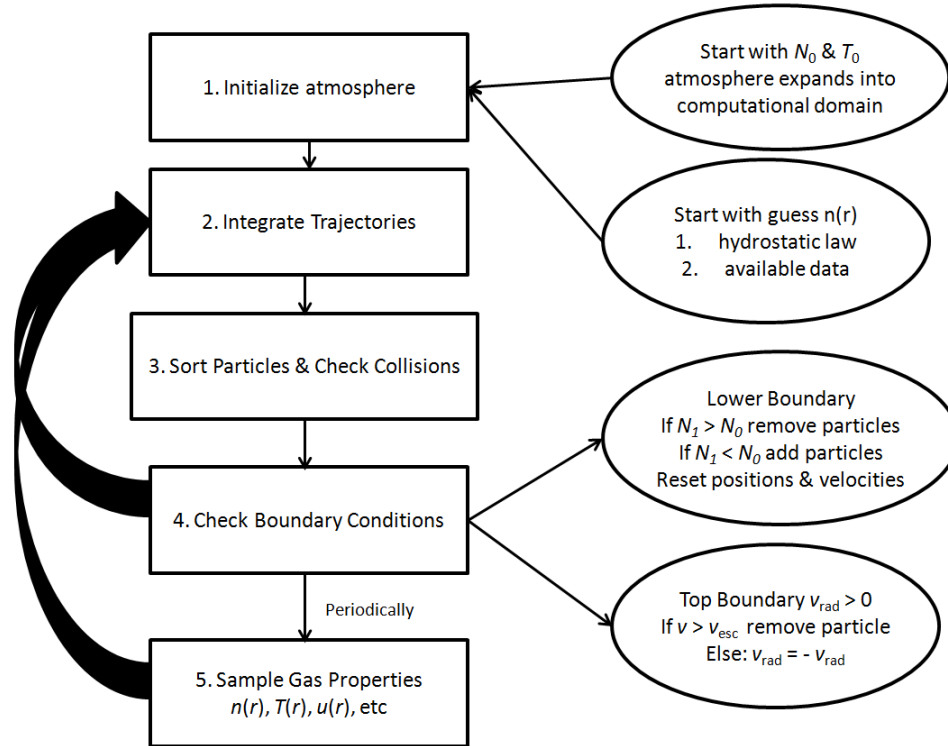 1. Initialize atmosphere
Start with N₀ & T₀
atmosphere expands into
computational domain
2. Integrate Trajectories
Start with guess n(r)
1. hydrostatic law
2. available data
3. Sort Particles & Check Collisions
Lower Boundary
If N₁ > N₀ remove particles
If N₁ < N₀ add particles
Reset positions & velocities
4. Check Boundary Conditions
Periodically
Top Boundary vrad > 0
If v > vesc remove particle
Else: vrad = - vrad
5. Sample Gas Properties
n(r), T(r), u(r), etc